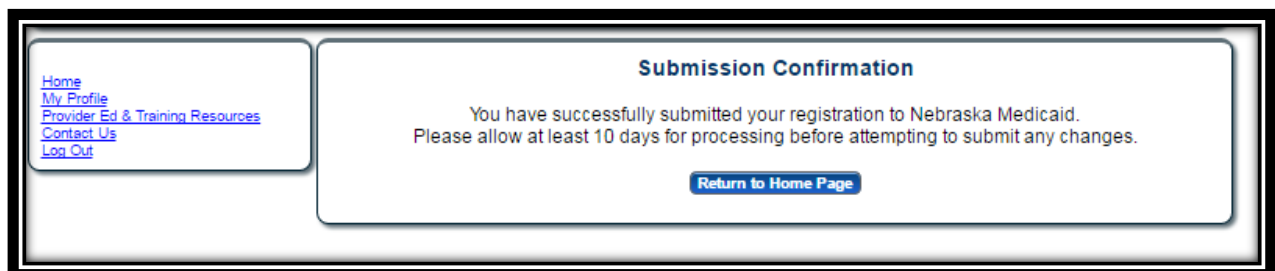 Home
My Profile
Provider Ed & Training Resources
Contact Us
Log Out
Submission Confirmation
You have successfully submitted your registration to Nebraska Medicaid.
Please allow at least 10 days for processing before attempting to submit any changes.
Return to Home Page